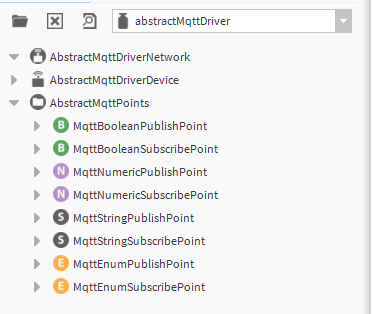 abstractMqttDriver
AbstractMqttDriverNetwork
AbstractMqttDriverDevice
AbstractMqttPoints
B MqttBooleanPublishPoint
B MqttBooleanSubscribePoint
N MqttNumericPublishPoint
N MqttNumericSubscribePoint
S MqttStringPublishPoint
S MqttStringSubscribePoint
E MqttEnumPublishPoint
E MqttEnumSubscribePoint